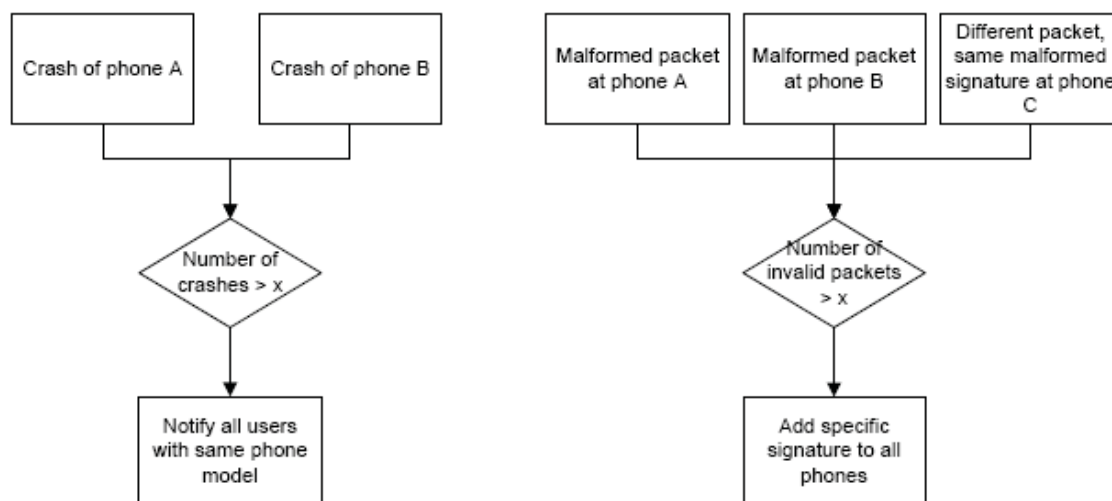 Crash of phone A
Crash of phone B
Malformed packet
at phone A
Malformed packet
at phone B
Different packet,
same malformed
signature at phone
C
Number of
crashes > x
Number of
invalid packets
> x
Notify all users
with same phone
model
Add specific
signature to all
phones